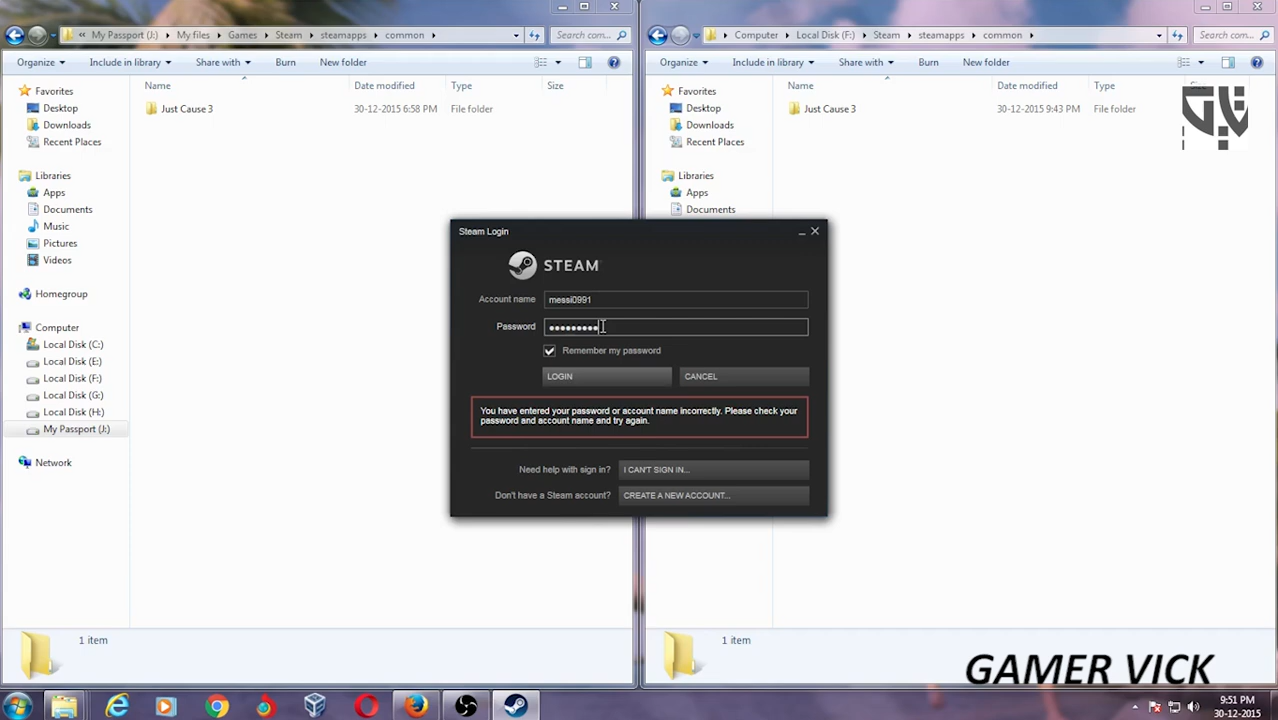 « My Passport (J:) ▸ My files ▸ Games ▸ Steam ▸ steamapps ▸ common ▸
Search com...
Organize
Include in library
Share with
Burn
New folder
Name
Date modified
Type
Size
Favorites
Desktop
Downloads
Recent Places
Libraries
Apps
Documents
Music
Pictures
Videos
Homegroup
Computer
Local Disk (C:)
Local Disk (E:)
Local Disk (F:)
Local Disk (G:)
Local Disk (H:)
My Passport (J:)
Network
Just Cause 3
30-12-2015 6:58 PM
File folder
1 item
Computer ▸ Local Disk (F:) ▸ Steam ▸ steamapps ▸ common ▸
Search com...
Organize
Include in library
Share with
Burn
New folder
Name
Date modified
Type
Favorites
Desktop
Downloads
Recent Places
Libraries
Apps
Documents
Just Cause 3
30-12-2015 9:43 PM
File folder
1 item
Steam Login
STEAM
Account name
messi0991
Password
Remember my password
LOGIN
CANCEL
You have entered your password or account name incorrectly. Please check your
password and account name and try again.
Need help with sign in?
I CAN'T SIGN IN...
Don't have a Steam account?
CREATE A NEW ACCOUNT...
GAMER VICK
9:51 PM
30-12-2015